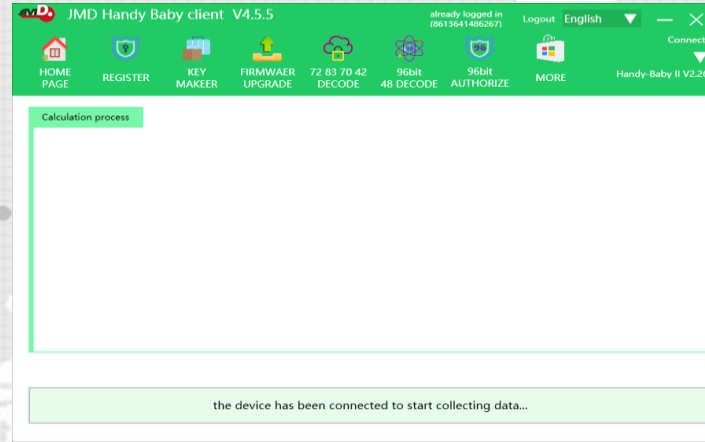 JMD JMD Handy Baby client V4.5.5
already logged in
(8613641486267)
Logout
English
Connect
HOME
PAGE
REGISTER
KEY
MAKEER
FIRMWAER
UPGRADE
72 83 70 42
DECODE
96bit
48 DECODE
96bit
AUTHORIZE
MORE
Handy-Baby II V2.26
Calculation process
the device has been connected to start collecting data...